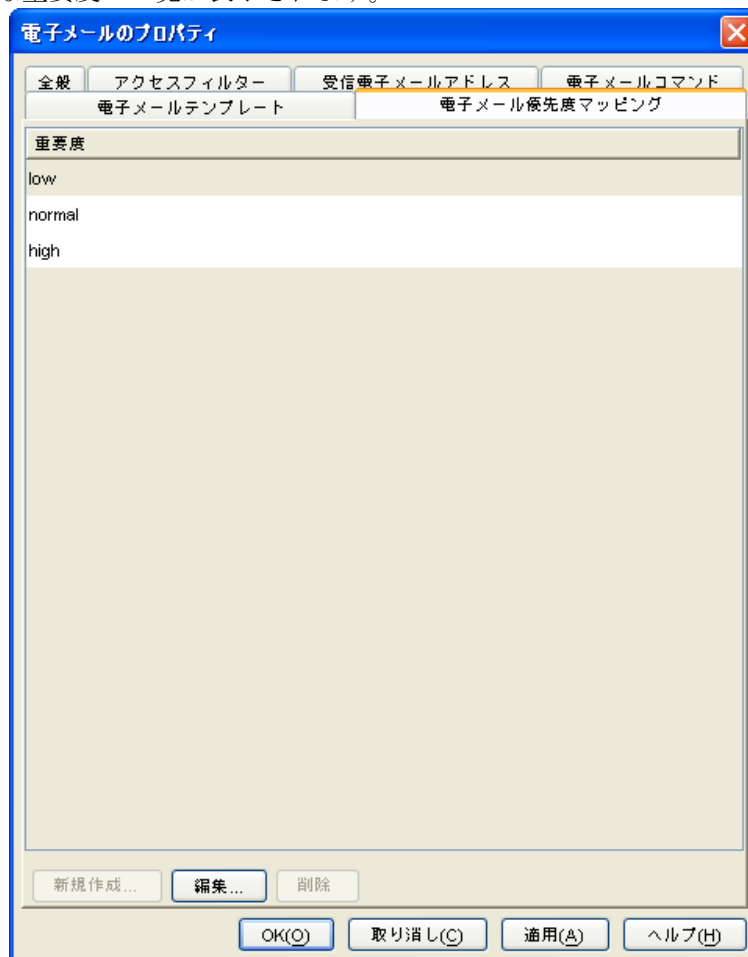 電子メールのプロパティ
全般 アクセスフィルター 受信電子メールアドレス 電子メールコマンド
電子メールテンプレート 電子メール優先度マッピング
重要度
low
normal
high
新規作成... 編集... 削除
OK(O) 取り消し(C) 適用(A) ヘルプ(H)